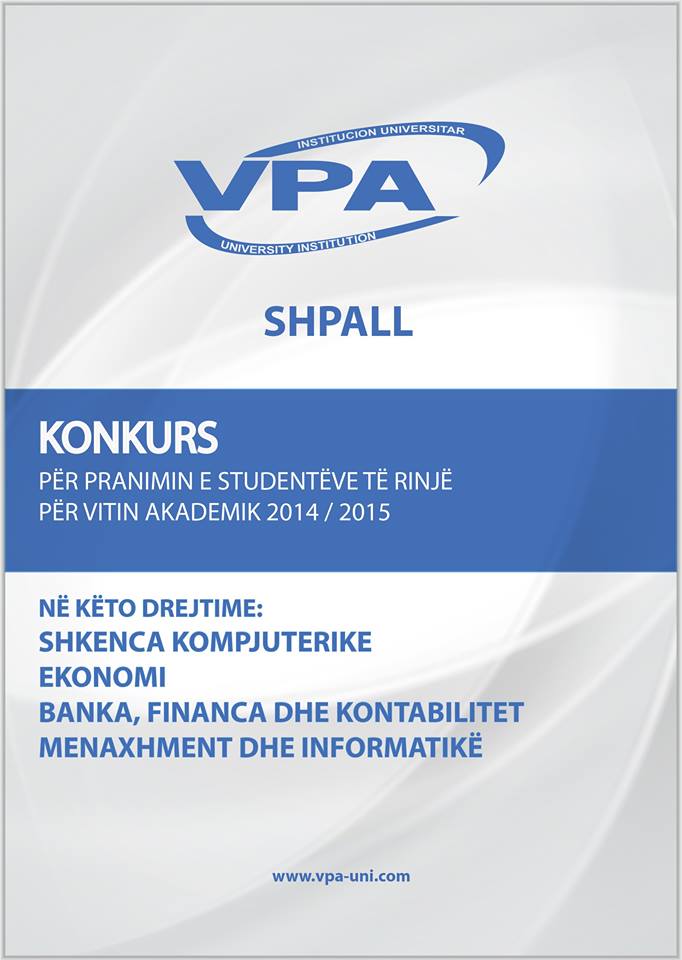 INSTITUCION UNIVERSITAR
VPA
UNIVERSITY INSTITUTION
SHPALL
KONKURS
PËR PRANIMIN E STUDENTËVE TË RINJË
PËR VITIN AKADEMIK 2014 / 2015
NË KËTO DREJTIME:
SHKENCA KOMPJUTERIKE
EKONOMI
BANKA, FINANCA DHE KONTABILITET
MENAXHMENT DHE INFORMATIKË
www.vpa-uni.com